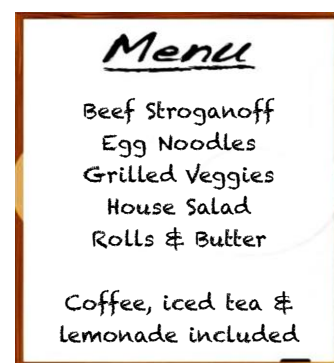 Menu
Beef Stroganoff
Egg Noodles
Grilled Veggies
House Salad
Rolls & Butter
Coffee, iced tea &
lemonade included